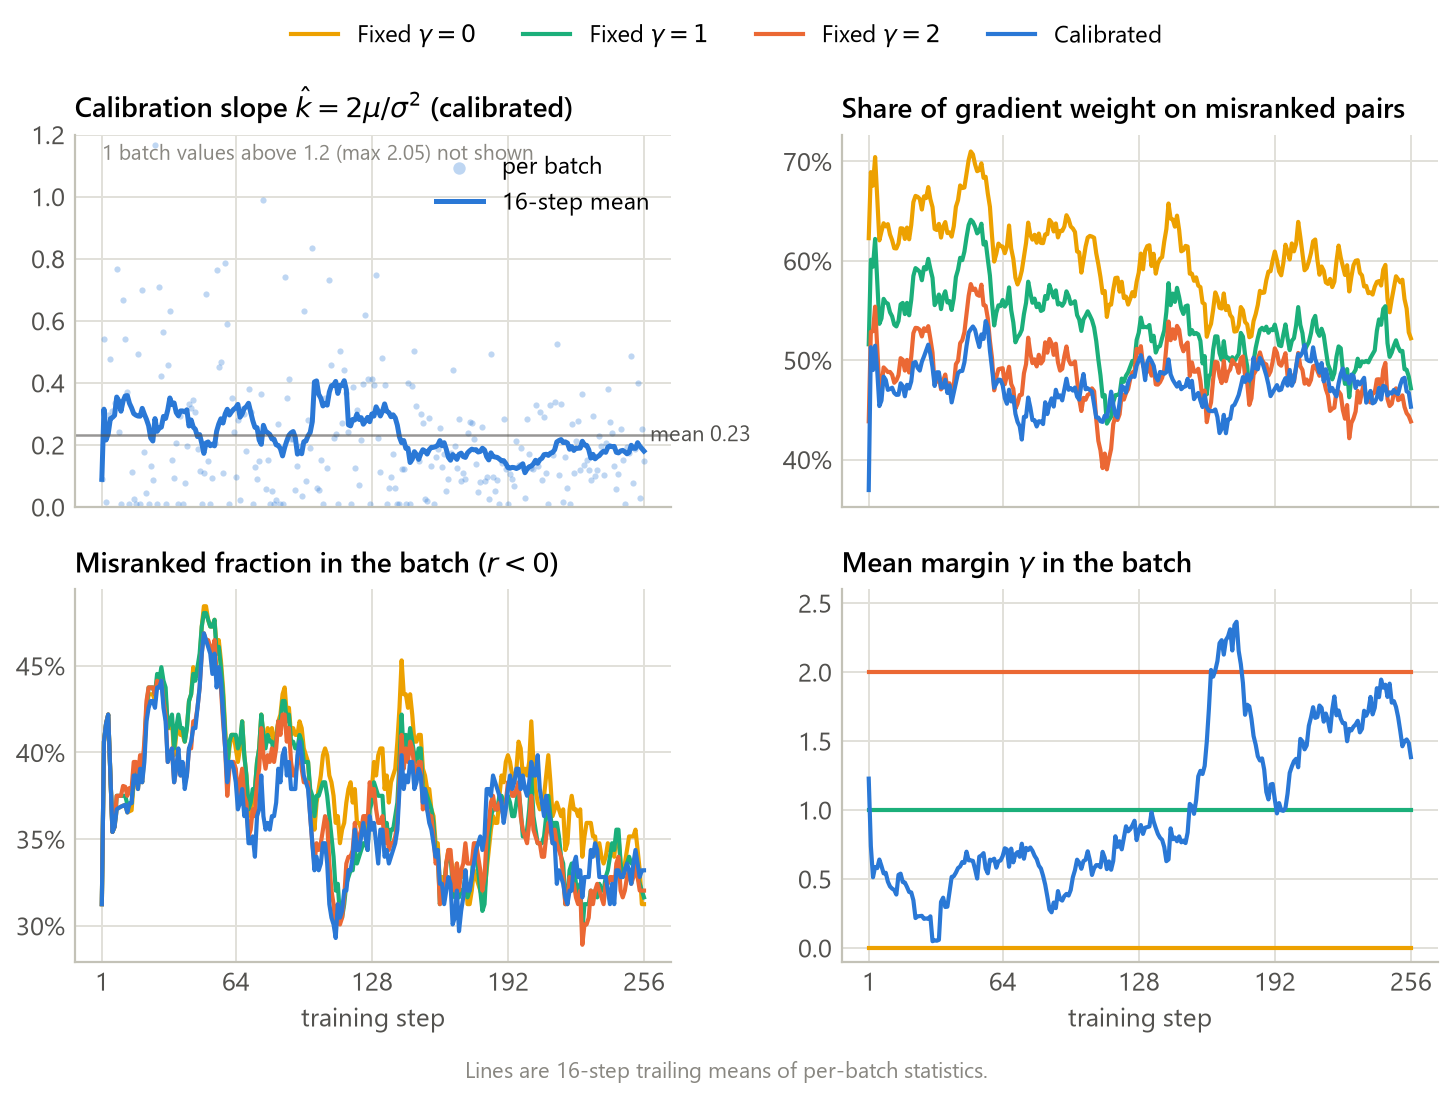 Fixed γ = 0
Fixed γ = 1
Fixed γ = 2
Calibrated
Calibration slope k̂ = 2μ/σ² (calibrated)
1.2
1.0
0.8
0.6
0.4
0.2
0.0
1 batch values above 1.2 (max 2.05) not shown
per batch
16-step mean
mean 0.23
Share of gradient weight on misranked pairs
70%
60%
50%
40%
Misranked fraction in the batch (r < 0)
45%
40%
35%
30%
1 64 128 192 256
training step
Mean margin γ in the batch
2.5
2.0
1.5
1.0
0.5
0.0
1 64 128 192 256
training step
Lines are 16-step trailing means of per-batch statistics.